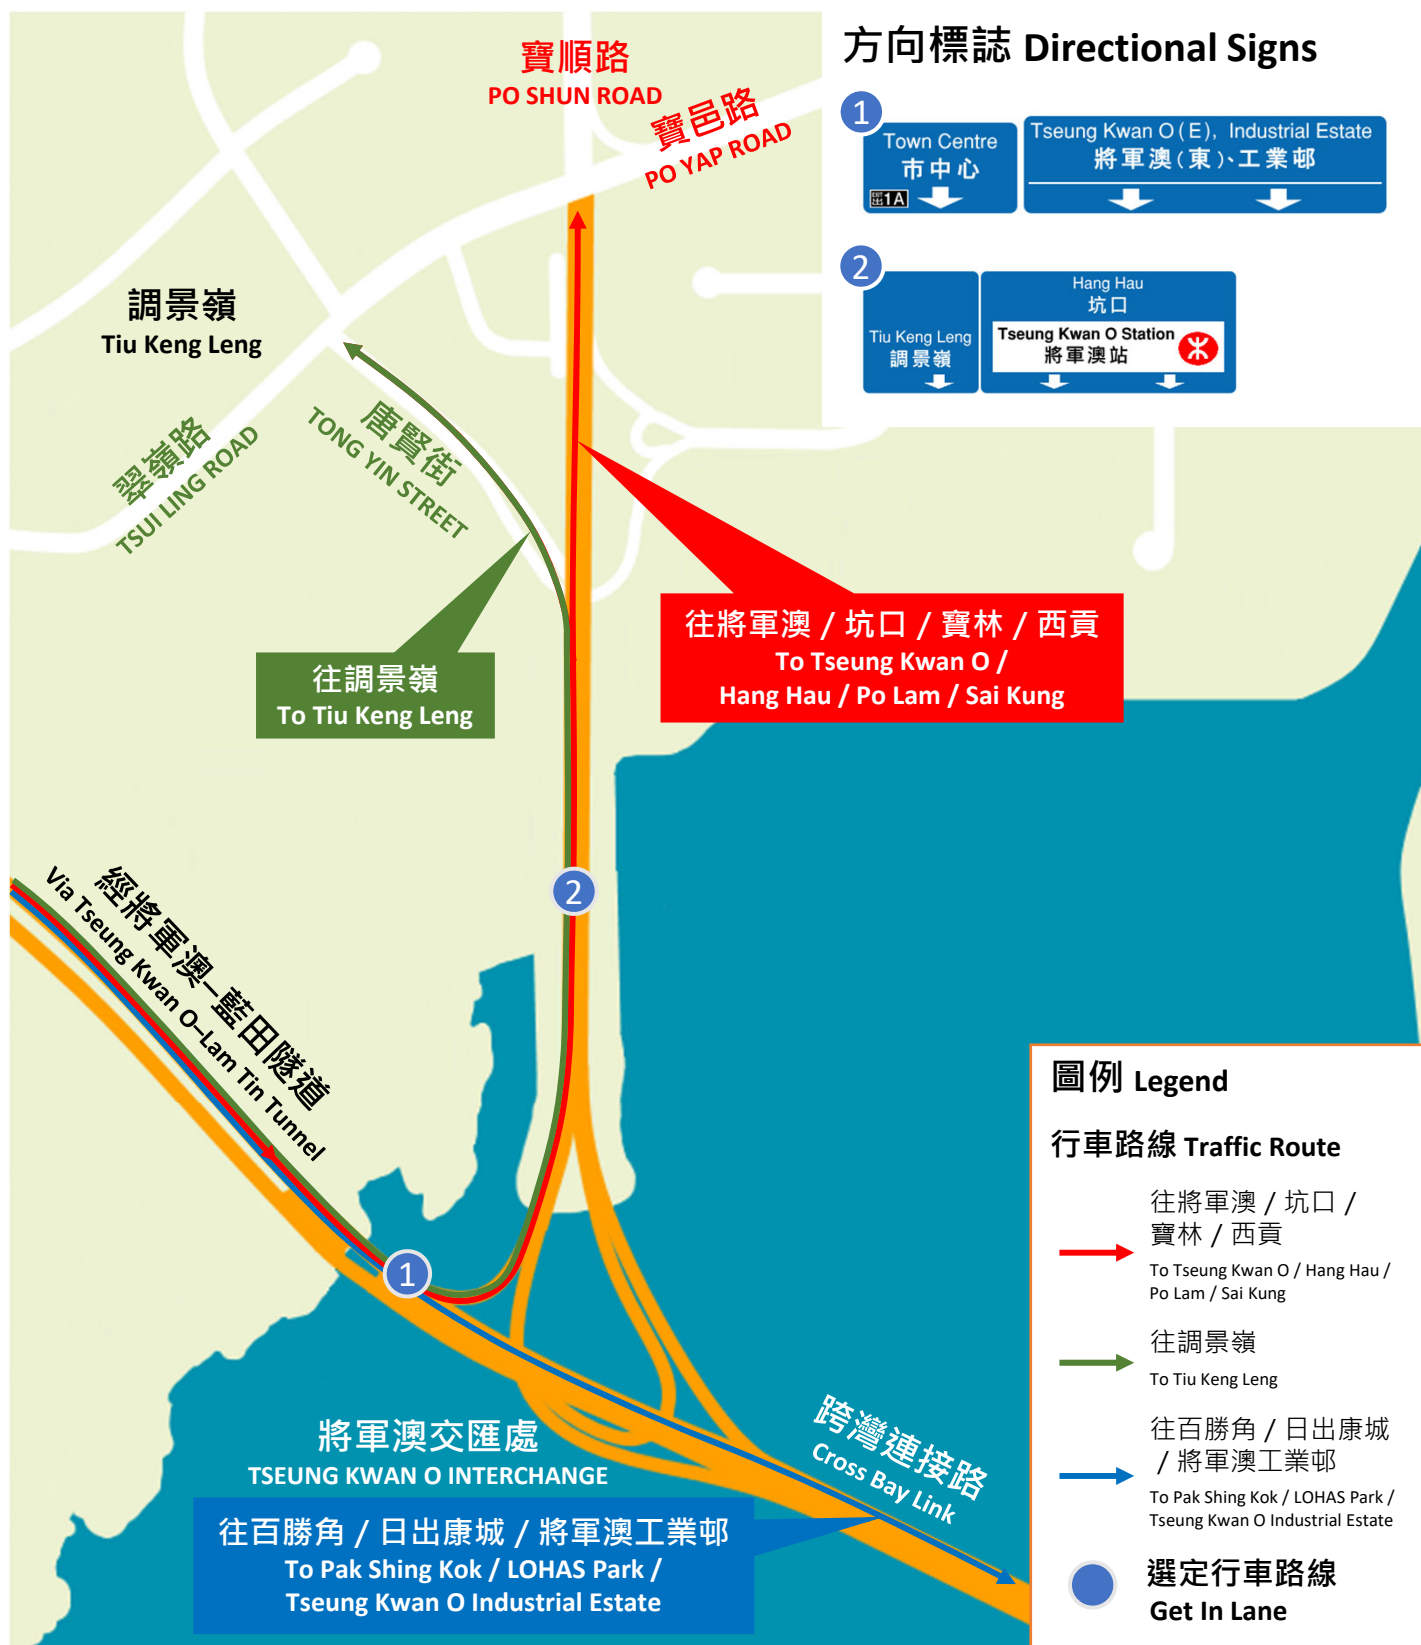 寶順路
PO SHUN ROAD
寶邑路
PO YAP ROAD
方向標誌 Directional Signs
1
Town Centre
市中心
EXIT 出 1A
Tseung Kwan O (E), Industrial Estate
將軍澳(東)、工業邨
2
Tiu Keng Leng
調景嶺
Hang Hau
坑口
Tseung Kwan O Station
將軍澳站
調景嶺
Tiu Keng Leng
翠嶺路
TSUI LING ROAD
唐賢街
TONG YIN STREET
往調景嶺
To Tiu Keng Leng
往將軍澳 / 坑口 / 寶林 / 西貢
To Tseung Kwan O /
Hang Hau / Po Lam / Sai Kung
2
經將軍澳–藍田隧道
Via Tseung Kwan O–Lam Tin Tunnel
1
將軍澳交匯處
TSEUNG KWAN O INTERCHANGE
跨灣連接路
Cross Bay Link
往百勝角 / 日出康城 / 將軍澳工業邨
To Pak Shing Kok / LOHAS Park /
Tseung Kwan O Industrial Estate
圖例 Legend
行車路線 Traffic Route
往將軍澳 / 坑口 /
寶林 / 西貢
To Tseung Kwan O / Hang Hau /
Po Lam / Sai Kung
往調景嶺
To Tiu Keng Leng
往百勝角 / 日出康城
/ 將軍澳工業邨
To Pak Shing Kok / LOHAS Park /
Tseung Kwan O Industrial Estate
選定行車路線
Get In Lane